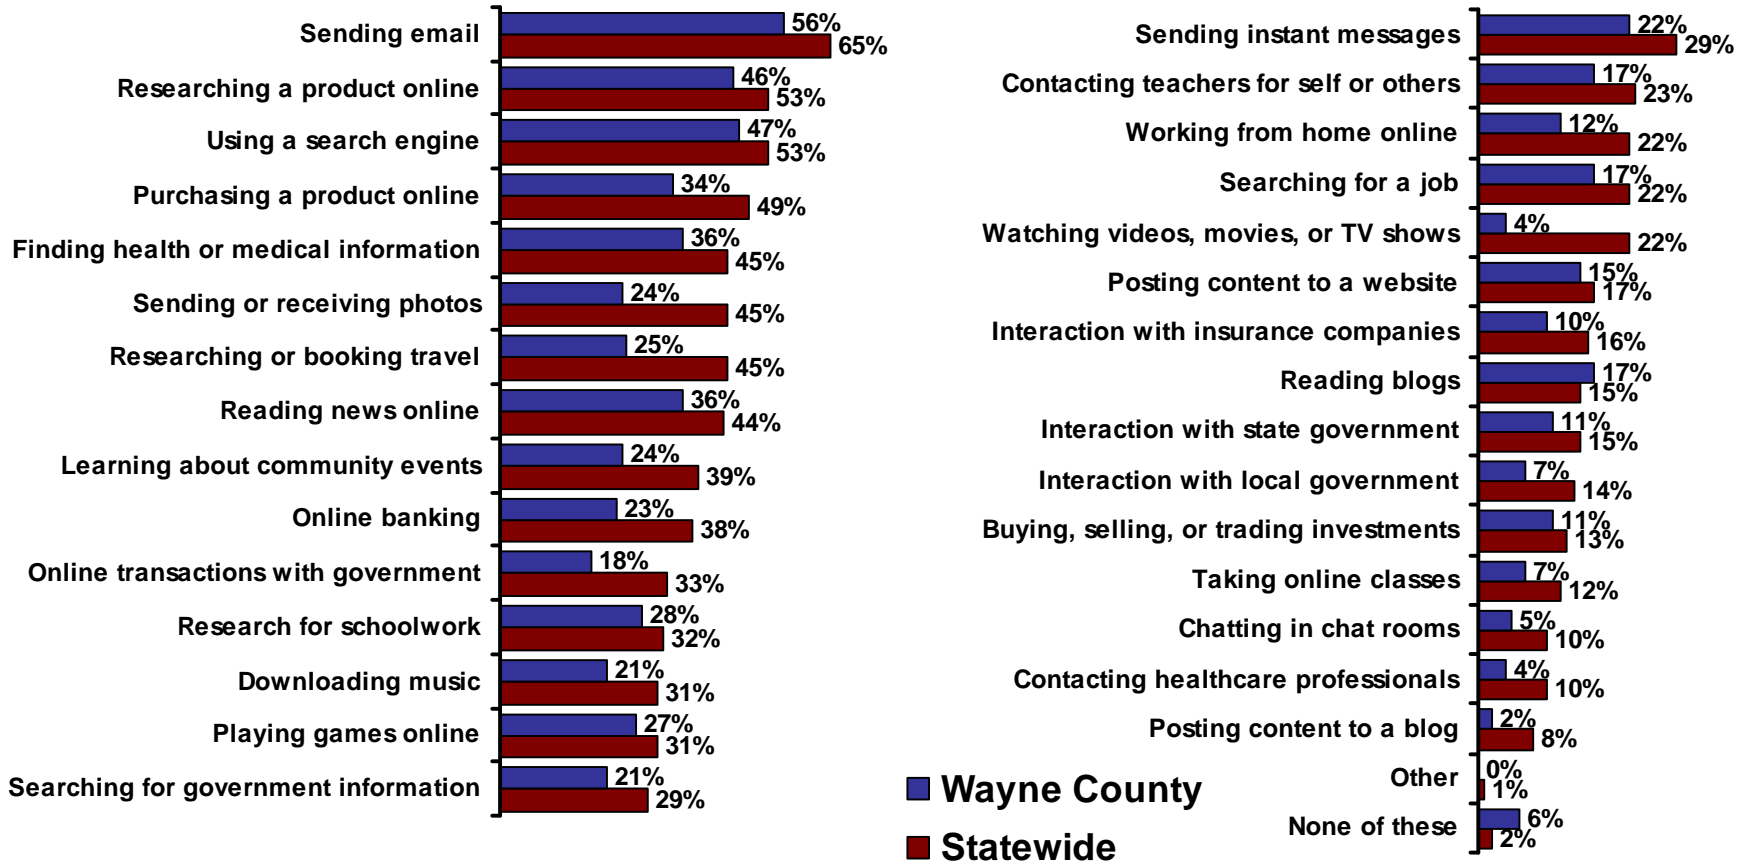 Sending email
56%
65%
Researching a product online
46%
53%
Using a search engine
47%
53%
Purchasing a product online
34%
49%
Finding health or medical information
36%
45%
Sending or receiving photos
24%
45%
Researching or booking travel
25%
45%
Reading news online
36%
44%
Learning about community events
24%
39%
Online banking
23%
38%
Online transactions with government
18%
33%
Research for schoolwork
28%
32%
Downloading music
21%
31%
Playing games online
27%
31%
Searching for government information
21%
29%
Sending instant messages
22%
29%
Contacting teachers for self or others
17%
23%
Working from home online
12%
22%
Searching for a job
17%
22%
Watching videos, movies, or TV shows
4%
22%
Posting content to a website
15%
17%
Interaction with insurance companies
10%
16%
Reading blogs
17%
15%
Interaction with state government
11%
15%
Interaction with local government
7%
14%
Buying, selling, or trading investments
11%
13%
Taking online classes
7%
12%
Chatting in chat rooms
5%
10%
Contacting healthcare professionals
4%
10%
Posting content to a blog
2%
8%
Other
0%
1%
None of these
6%
2%
Wayne County
Statewide